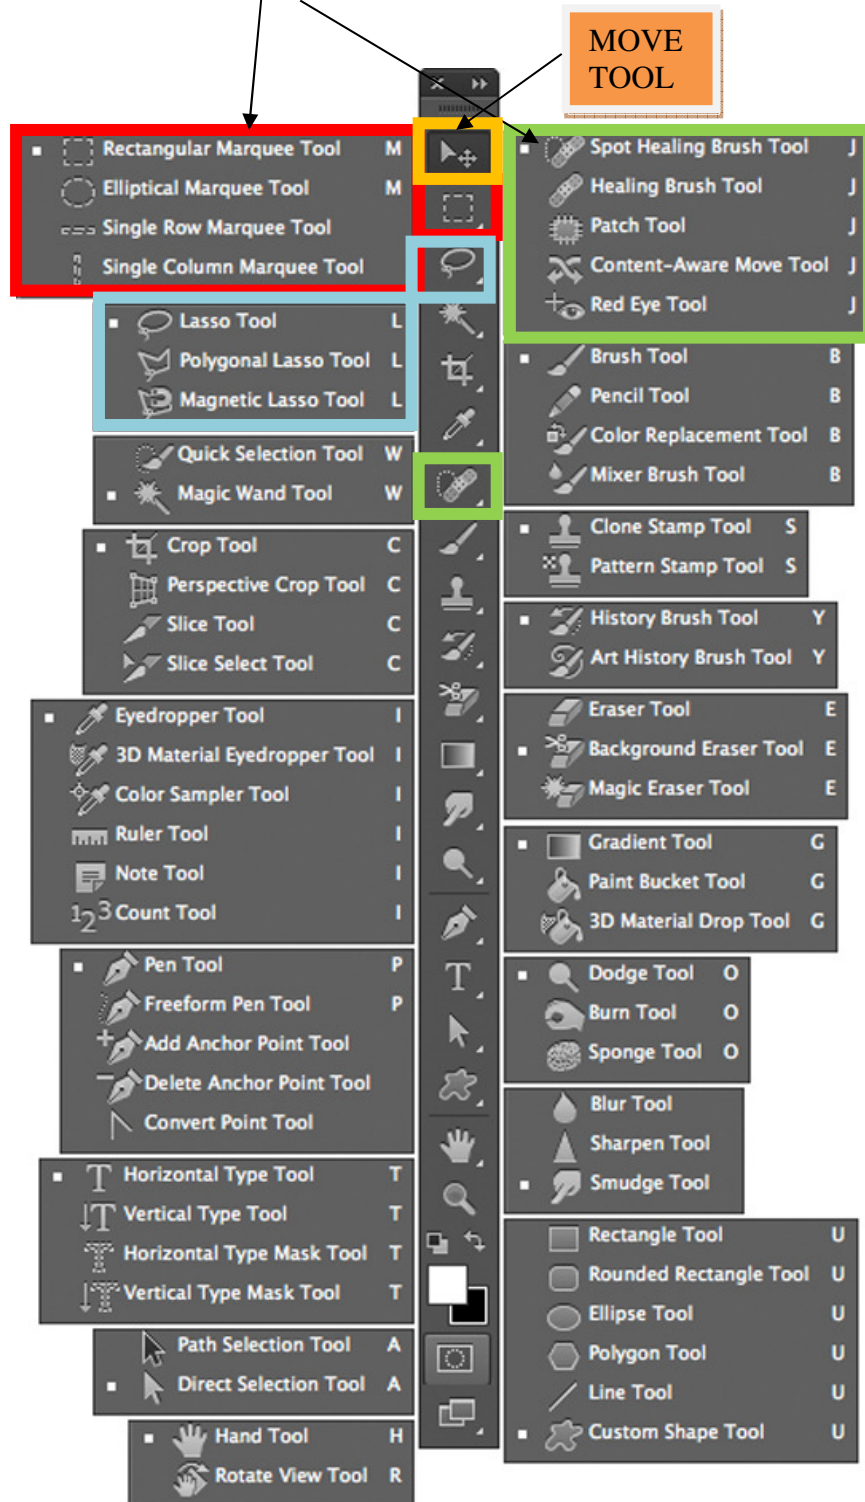 MOVE
TOOL
Rectangular Marquee Tool M
Elliptical Marquee Tool M
Single Row Marquee Tool
Single Column Marquee Tool
Lasso Tool L
Polygonal Lasso Tool L
Magnetic Lasso Tool L
Quick Selection Tool W
Magic Wand Tool W
Crop Tool C
Perspective Crop Tool C
Slice Tool C
Slice Select Tool C
Eyedropper Tool I
3D Material Eyedropper Tool I
Color Sampler Tool I
Ruler Tool I
Note Tool I
Count Tool I
Pen Tool P
Freeform Pen Tool P
Add Anchor Point Tool
Delete Anchor Point Tool
Convert Point Tool
Horizontal Type Tool T
Vertical Type Tool T
Horizontal Type Mask Tool T
Vertical Type Mask Tool T
Path Selection Tool A
Direct Selection Tool A
Hand Tool H
Rotate View Tool R
Spot Healing Brush Tool J
Healing Brush Tool J
Patch Tool J
Content-Aware Move Tool J
Red Eye Tool J
Brush Tool B
Pencil Tool B
Color Replacement Tool B
Mixer Brush Tool B
Clone Stamp Tool S
Pattern Stamp Tool S
History Brush Tool Y
Art History Brush Tool Y
Eraser Tool E
Background Eraser Tool E
Magic Eraser Tool E
Gradient Tool G
Paint Bucket Tool G
3D Material Drop Tool G
Dodge Tool O
Burn Tool O
Sponge Tool O
Blur Tool
Sharpen Tool
Smudge Tool
Rectangle Tool U
Rounded Rectangle Tool U
Ellipse Tool U
Polygon Tool U
Line Tool U
Custom Shape Tool U